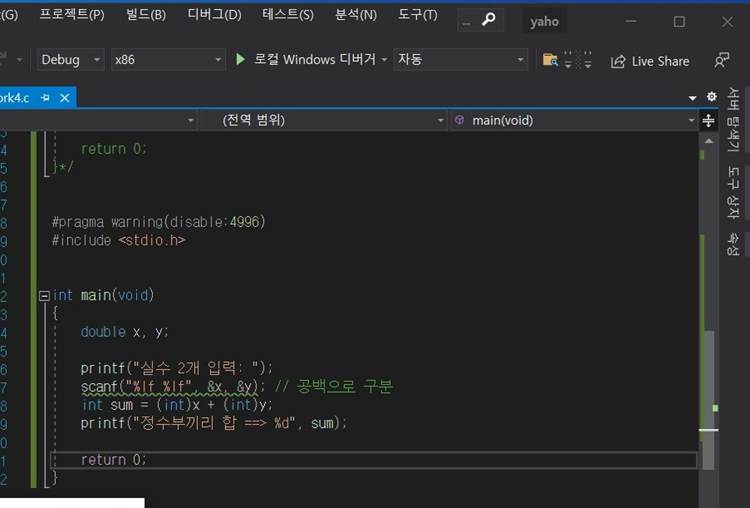 (G) 프로젝트(P) 빌드(B) 디버그(D) 테스트(S) 분석(N) 도구(T) ... yaho
Debug x86 로컬 Windows 디버거 자동 Live Share
ork4.c
(전역 범위) main(void)
4 return 0;
5 }*/
6
7
8 #pragma warning(disable:4996)
9 #include <stdio.h>
0
1
2 int main(void)
3 {
4 double x, y;
5
6 printf("실수 2개 입력: ");
7 scanf("%lf %lf", &x, &y); // 공백으로 구분
8 int sum = (int)x + (int)y;
9 printf("정수부끼리 합 ==> %d", sum);
0
1 return 0;
2 }
서버 탐색기
도구 상자
속성